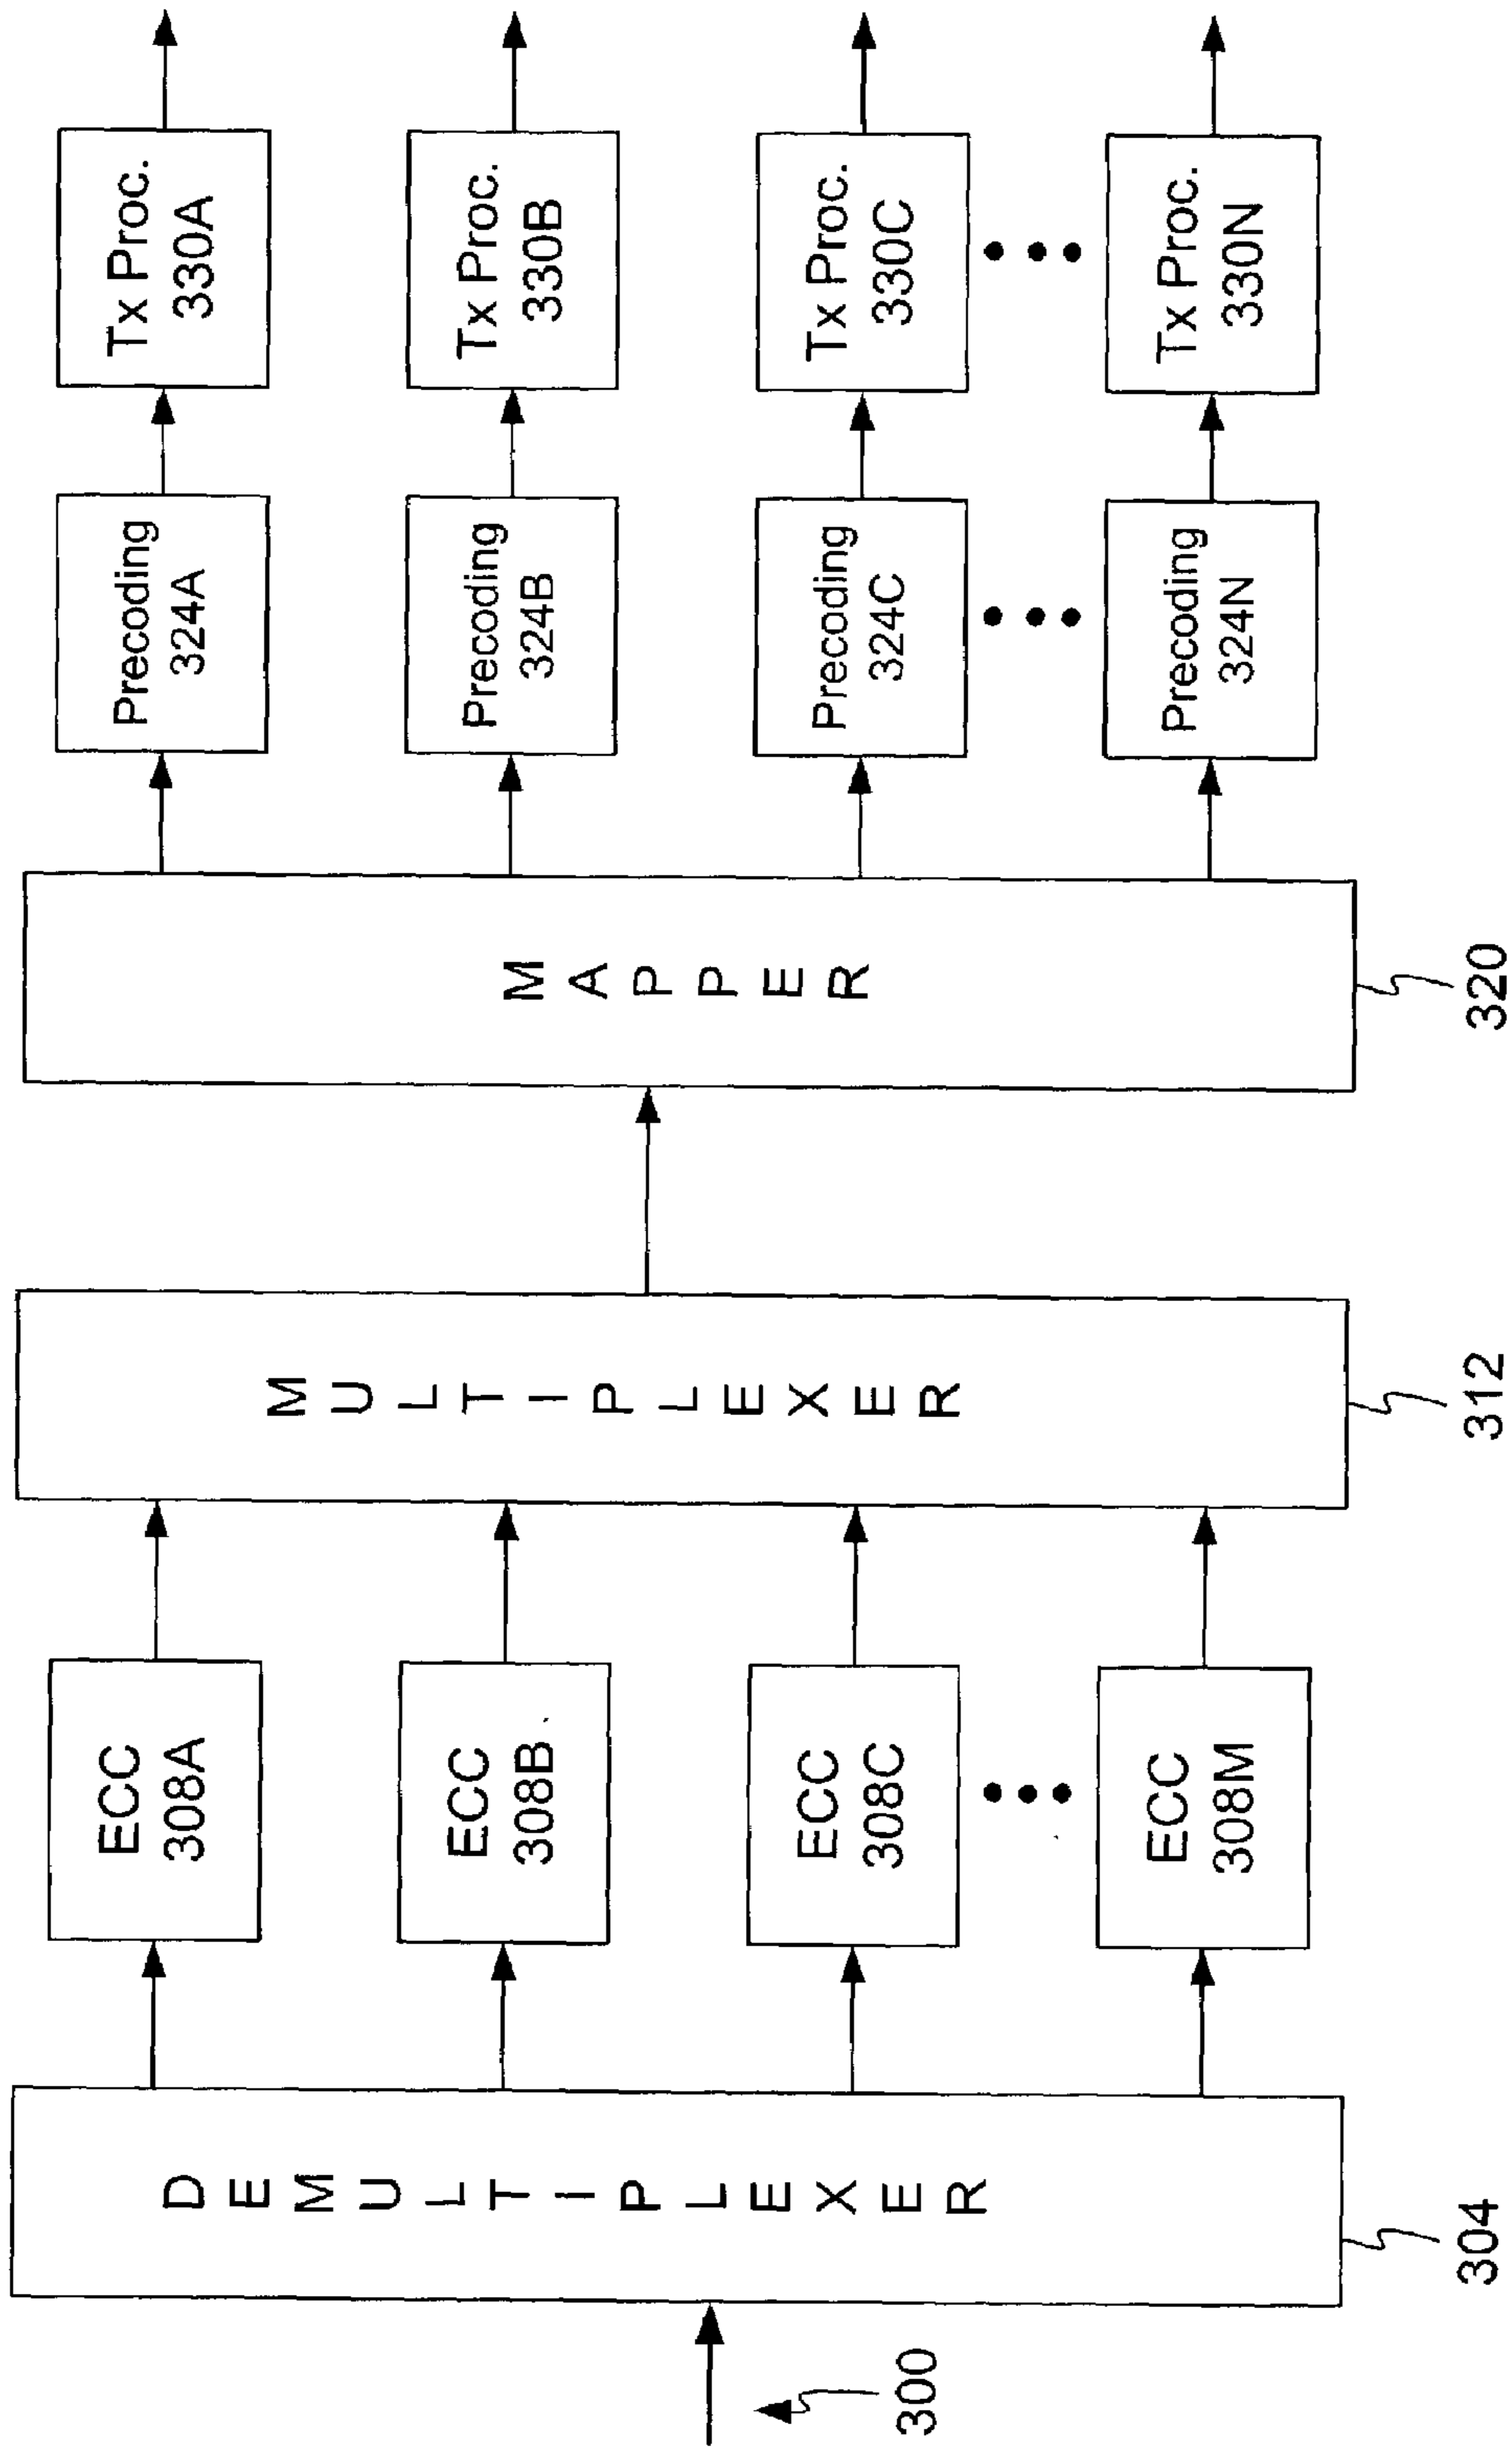 300
DEMULTIPLEXER
304
ECC
308A
ECC
308B
ECC
308C
ECC
308M
MULTIPLEXER
312
MAPPER
320
Precoding
324A
Precoding
324B
Precoding
324C
Precoding
324N
Tx Proc.
330A
Tx Proc.
330B
Tx Proc.
330C
Tx Proc.
330N